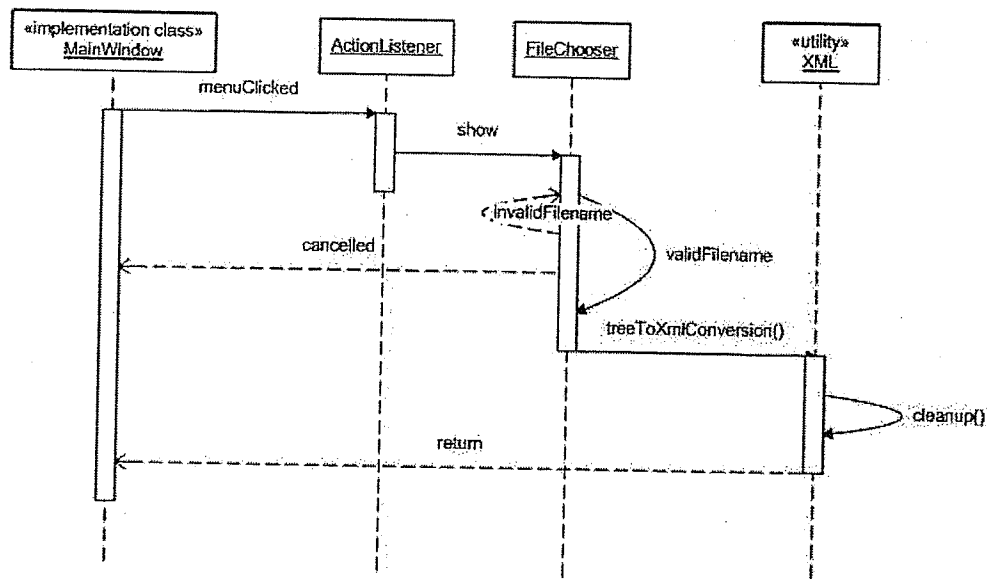 «implementation class»
MainWindow
ActionListener
FileChooser
«utility»
XML
menuClicked
show
invalidFilename
cancelled
validFilename
treeToXmlConversion()
cleanup()
return